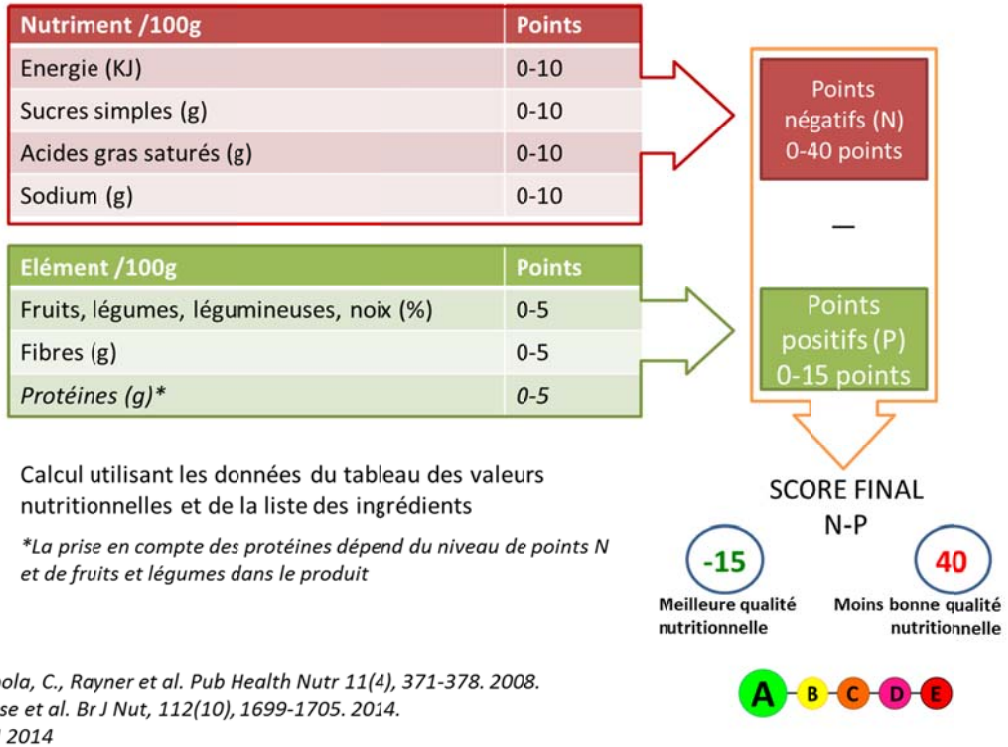 Nutriment /100g Points
Energie (KJ) 0-10
Sucres simples (g) 0-10
Acides gras saturés (g) 0-10
Sodium (g) 0-10
Points
négatifs (N)
0-40 points
—
Elément /100g Points
Fruits, légumes, légumineuses, noix (%) 0-5
Fibres (g) 0-5
Protéines (g)* 0-5
Points
positifs (P)
0-15 points
Calcul utilisant les données du tableau des valeurs
nutritionnelles et de la liste des ingrédients
*La prise en compte des protéines dépend du niveau de points N
et de fruits et légumes dans le produit
SCORE FINAL
N-P
-15
Meilleure qualité
nutritionnelle
40
Moins bonne qualité
nutritionnelle
A B C D E
C., Rayner et al. Pub Health Nutr 11(4), 371-378. 2008.
et al. Br J Nut, 112(10), 1699-1705. 2014.
2014